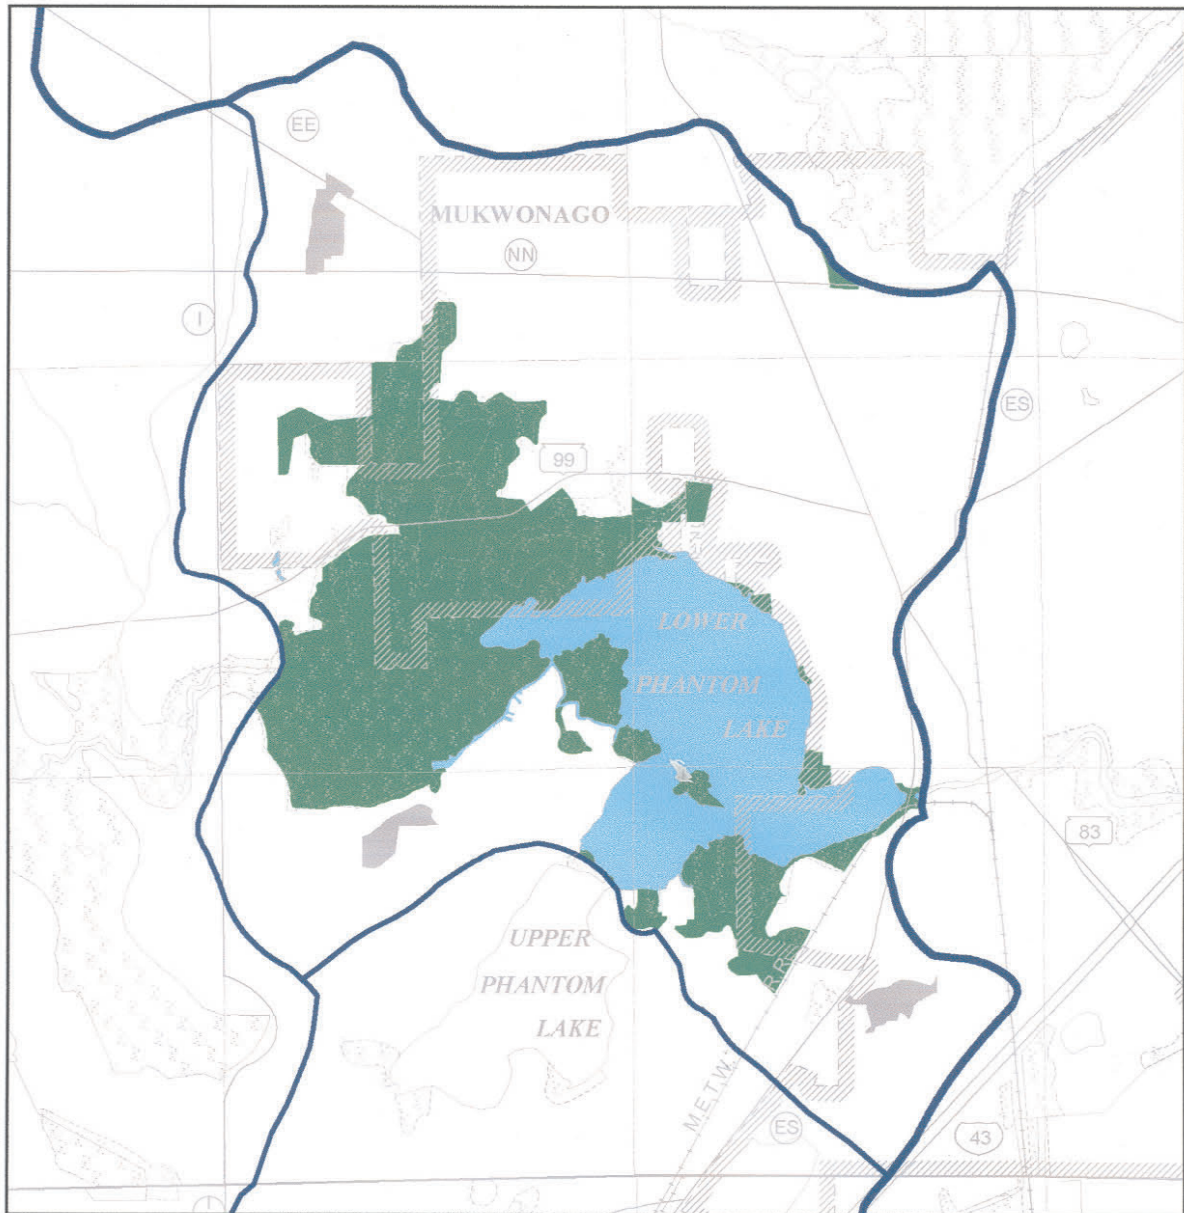 EE
MUKWONAGO
NN
I
ES
99
LOWER
PHANTOM
LAKE
83
UPPER
PHANTOM
LAKE
R.R.
M.E.T.W.
ES
43
I